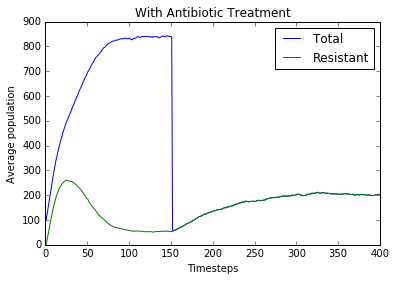 With Antibiotic Treatment
900
800
700
600
500
400
300
200
100
0
Average population
Total
Resistant
0 50 100 150 200 250 300 350 400
Timesteps